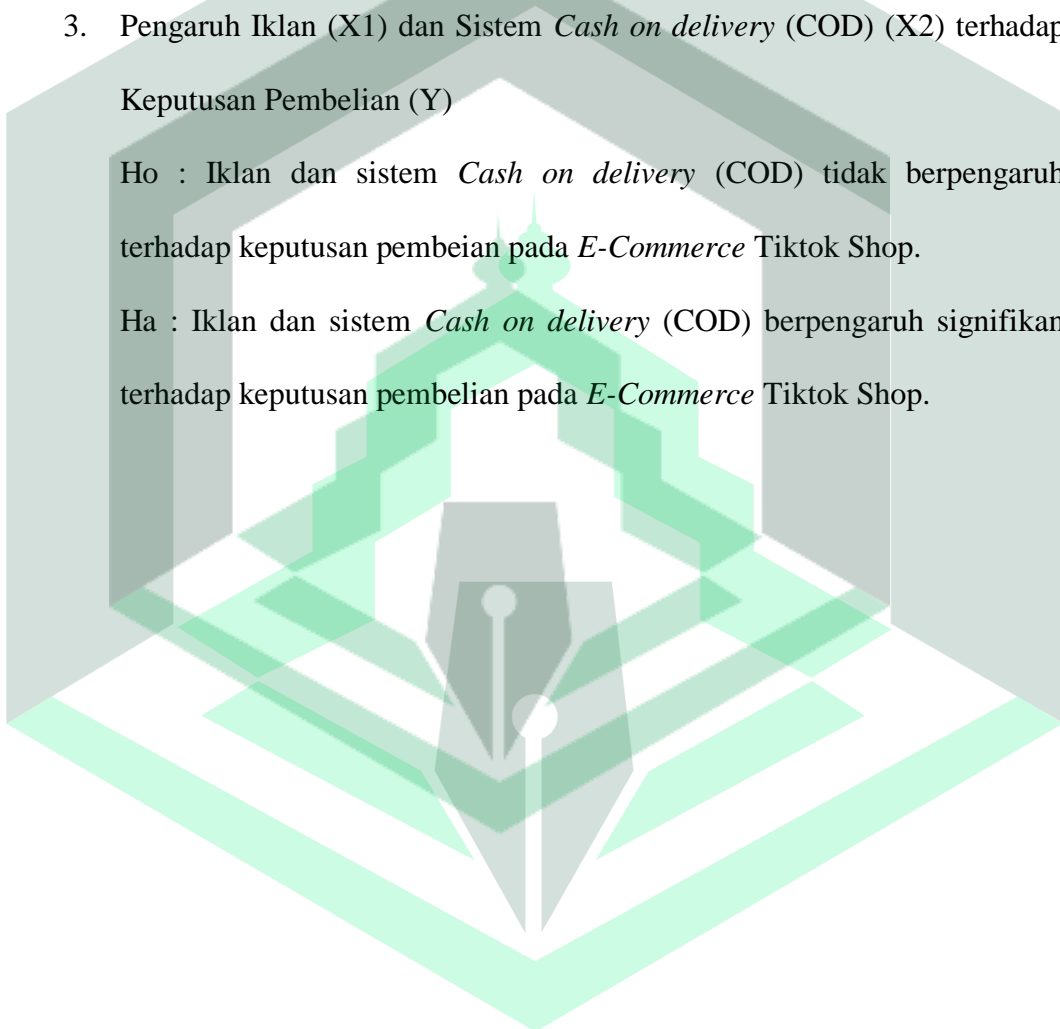 3. Pengaruh Iklan (X1) dan Sistem Cash on delivery (COD) (X2) terhadap
Keputusan Pembelian (Y)
Ho : Iklan dan sistem Cash on delivery (COD) tidak berpengaruh
terhadap keputusan pembeian pada E-Commerce Tiktok Shop.
Ha : Iklan dan sistem Cash on delivery (COD) berpengaruh signifikan
terhadap keputusan pembelian pada E-Commerce Tiktok Shop.